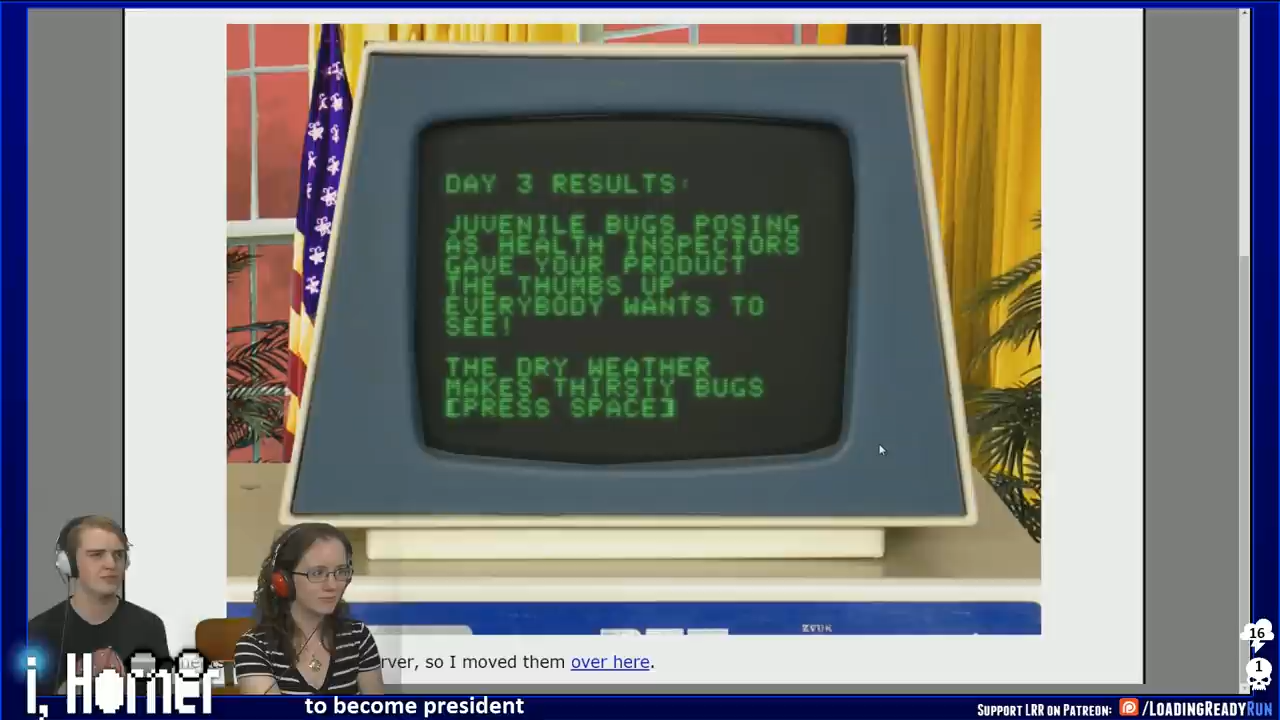 DAY 3 RESULTS:
JUVENILE BUGS POSING
AS HEALTH INSPECTORS
GAVE YOUR PRODUCT
THE THUMBS UP.
EVERYBODY WANTS TO
SEE!
THE DRY WEATHER
MAKES THIRSTY BUGS
[PRESS SPACE]
rver, so I moved them over here.
i, Horner
to become president
16
1
SUPPORT LRR ON PATREON: /LOADINGREADYRUN